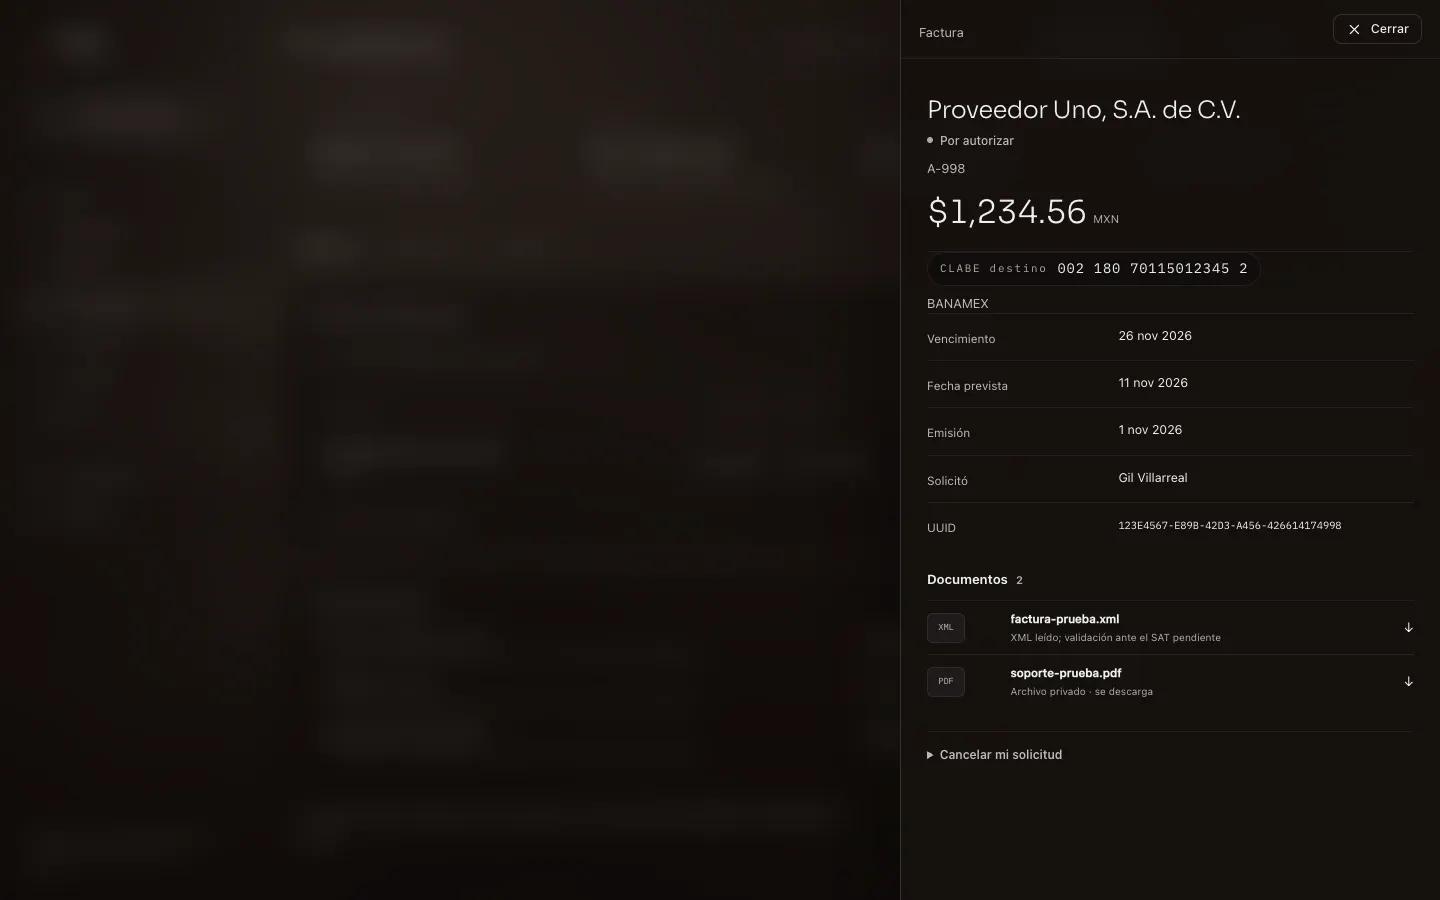 Factura
Cerrar
Proveedor Uno, S.A. de C.V.
Por autorizar
A-998
$1,234.56 MXN
CLABE destino 002 180 70115012345 2
BANAMEX
Vencimiento 26 nov 2026
Fecha prevista 11 nov 2026
Emisión 1 nov 2026
Solicitó Gil Villarreal
UUID 123E4567-E89B-42D3-A456-426614174998
Documentos 2
XML factura-prueba.xml
XML leído; validación ante el SAT pendiente
PDF soporte-prueba.pdf
Archivo privado · se descarga
Cancelar mi solicitud